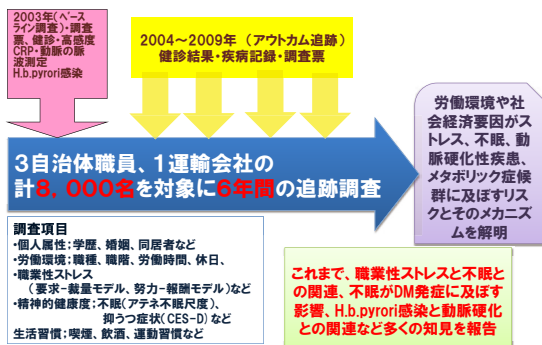 2003年(ﾍﾞｰｽ
ライン調査)・調査
票、健診・高感度
CRP・動脈の脈
波測定
H.b.pyrori感染
2004～2009年 （アウトカム追跡）
健診結果・疾病記録・調査票
３自治体職員、１運輸会社の
計８，０００名を対象に６年間の追跡調査
労働環境や社
会経済要因がス
トレス、不眠、動
脈硬化性疾患、
メタボリック症候
群に及ぼすリス
クとそのメカニズ
ムを解明
調査項目
・個人属性：学歴、婚姻、同居者など
・労働環境：職種、職階、労働時間、休日、
・職業性ストレス
（要求－裁量モデル、努力－報酬モデル）など
・精神的健康度：不眠（アテネ不眠尺度）、
抑うつ症状（CES-D）など
生活習慣：喫煙、飲酒、運動習慣など
これまで、職業性ストレスと不眠と
の関連、不眠がDM発症に及ぼす
影響、H.b.pyrori感染と動脈硬化
との関連など多くの知見を報告